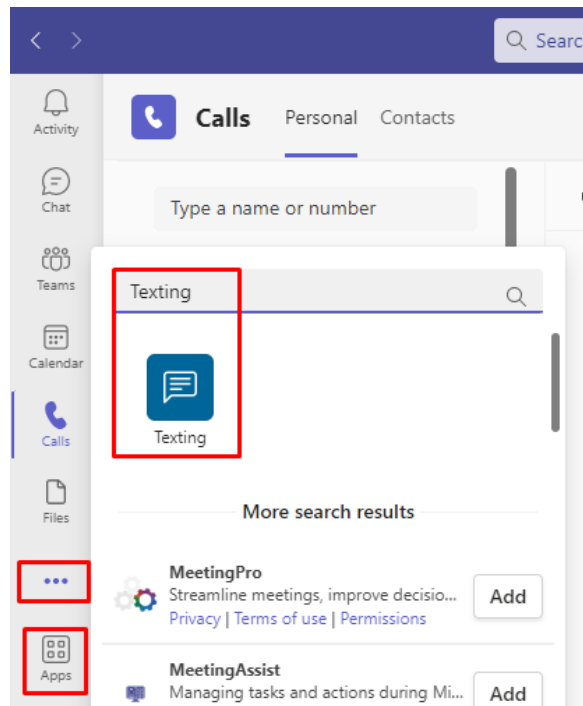 Searc
Activity
Calls Personal Contacts
Chat
Type a name or number
Teams
Texting
Calendar
Calls
Texting
Files
More search results
MeetingPro
Streamline meetings, improve decisio...
Add
Privacy | Terms of use | Permissions
Apps
MeetingAssist
Managing tasks and actions during Mi...
Add